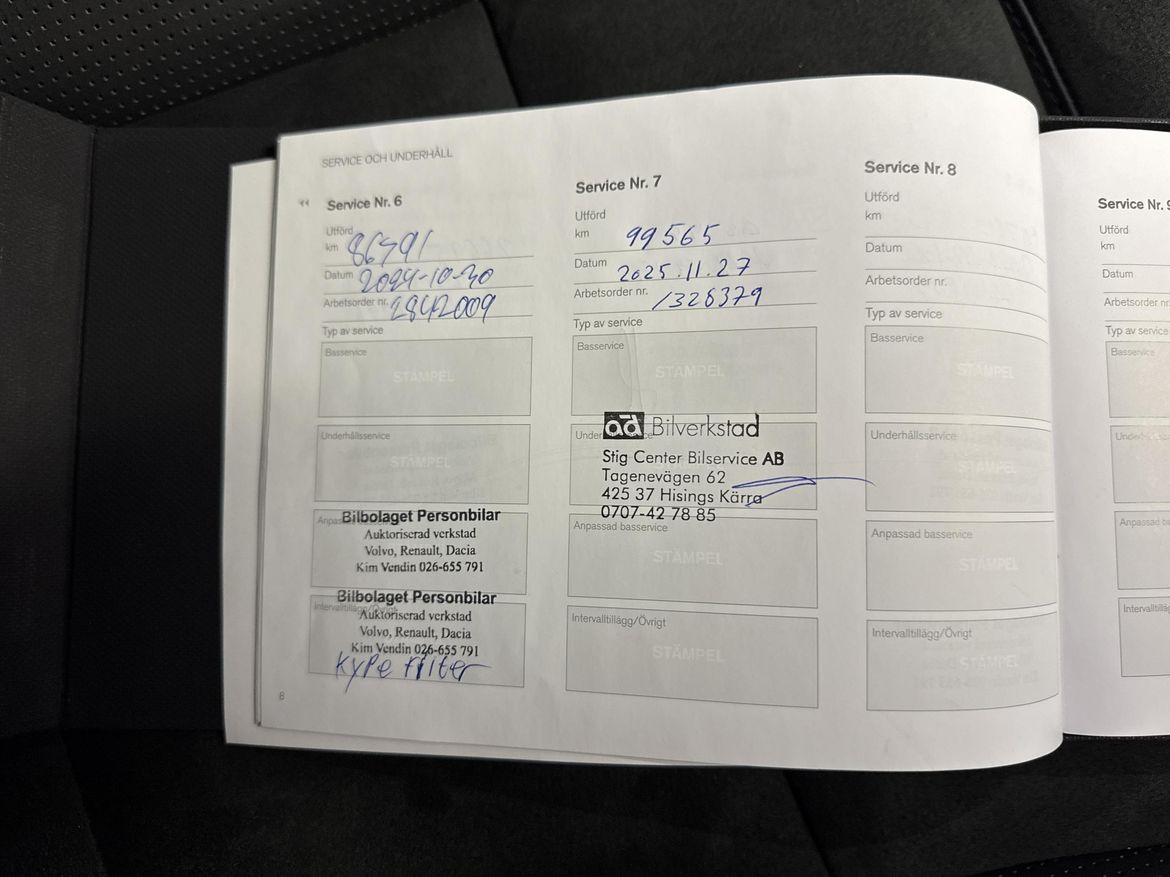 SERVICE OCH UNDERHÅLL
Service Nr. 6
Utförd
km 86791
Datum 2024-10-30
Arbetsorder nr. 2842009
Typ av service
Basservice
STÄMPEL
Underhållsservice
STÄMPEL
Bilbolaget Personbilar
Auktoriserad verkstad
Volvo, Renault, Dacia
Kim Vendin 026-655 791
Intervalltillägg/Övrigt
Bilbolaget Personbilar
Auktoriserad verkstad
Volvo, Renault, Dacia
Kim Vendin 026-655 791
Kype filter
8
Service Nr. 7
Utförd
km 99565
Datum 2025.11.27
Arbetsorder nr. 1328379
Typ av service
Basservice
STÄMPEL
ad Bilverkstad
Stig Center Bilservice AB
Tagenevägen 62
425 37 Hisings Kärra
0707-42 78 85
Anpassad basservice
STÄMPEL
Intervalltillägg/Övrigt
STÄMPEL
Service Nr. 8
Utförd
km
Datum
Arbetsorder nr.
Typ av service
Basservice
STÄMPEL
Underhållsservice
STÄMPEL
Anpassad basservice
STÄMPEL
Intervalltillägg/Övrigt
STÄMPEL
Service Nr. 9
Utförd
km
Datum
Arbetsorder nr.
Typ av service
Basservice